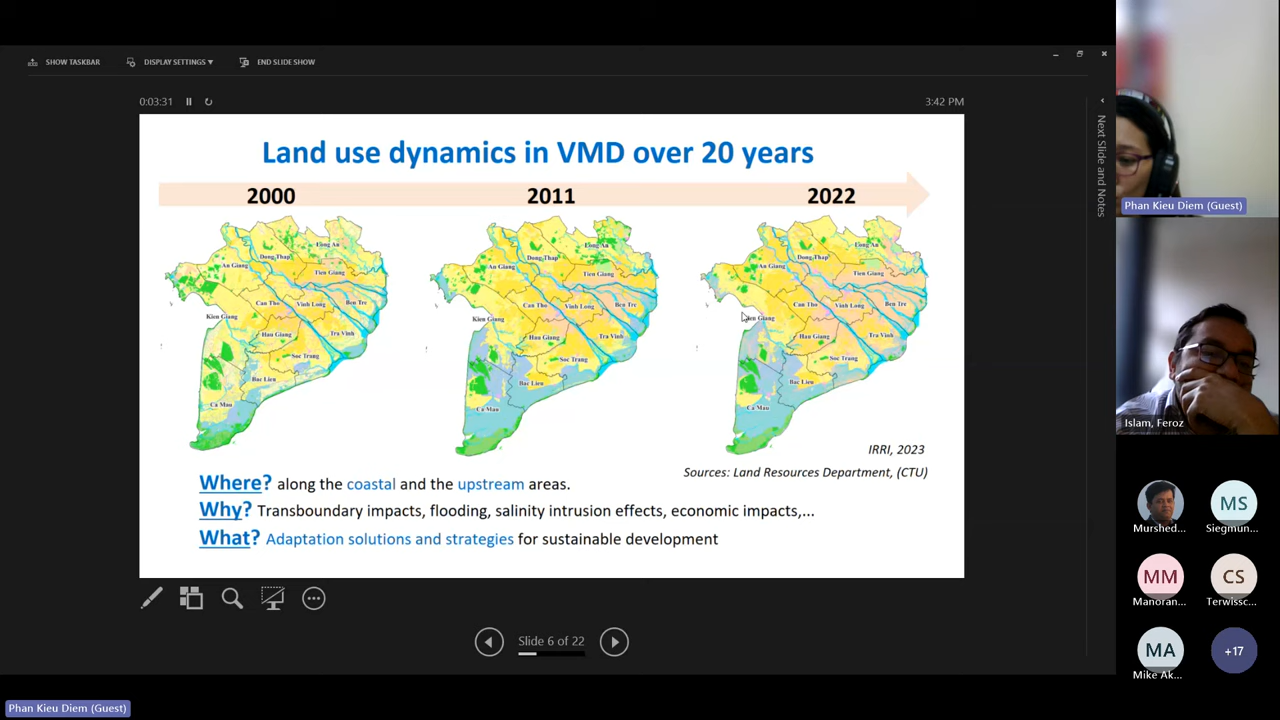 SHOW TASKBAR
DISPLAY SETTINGS ▾
END SLIDE SHOW
0:03:31
3:42 PM
Next Slide and Notes
Land use dynamics in VMD over 20 years
2000
2011
2022
Long An
Dong Thap
An Giang
Tien Giang
Can Tho
Vinh Long
Ben Tre
Kien Giang
Hau Giang
Tra Vinh
Soc Trang
Bac Lieu
Ca Mau
Long An
Dong Thap
An Giang
Tien Giang
Can Tho
Vinh Long
Ben Tre
Kien Giang
Hau Giang
Tra Vinh
Soc Trang
Bac Lieu
Ca Mau
Long An
Dong Thap
An Giang
Tien Giang
Can Tho
Vinh Long
Ben Tre
Giang
Hau Giang
Tra Vinh
Soc Trang
Bac Lieu
Ca Mau
IRRI, 2023
Sources: Land Resources Department, (CTU)
Where? along the coastal and the upstream areas.
Why? Transboundary impacts, flooding, salinity intrusion effects, economic impacts,...
What? Adaptation solutions and strategies for sustainable development
Slide 6 of 22
Phan Kieu Diem (Guest)
Islam, Feroz
Murshed...
MS
Siegmun...
MM
Manoran...
CS
Terwissc...
MA
Mike Ak...
+17
Phan Kieu Diem (Guest)